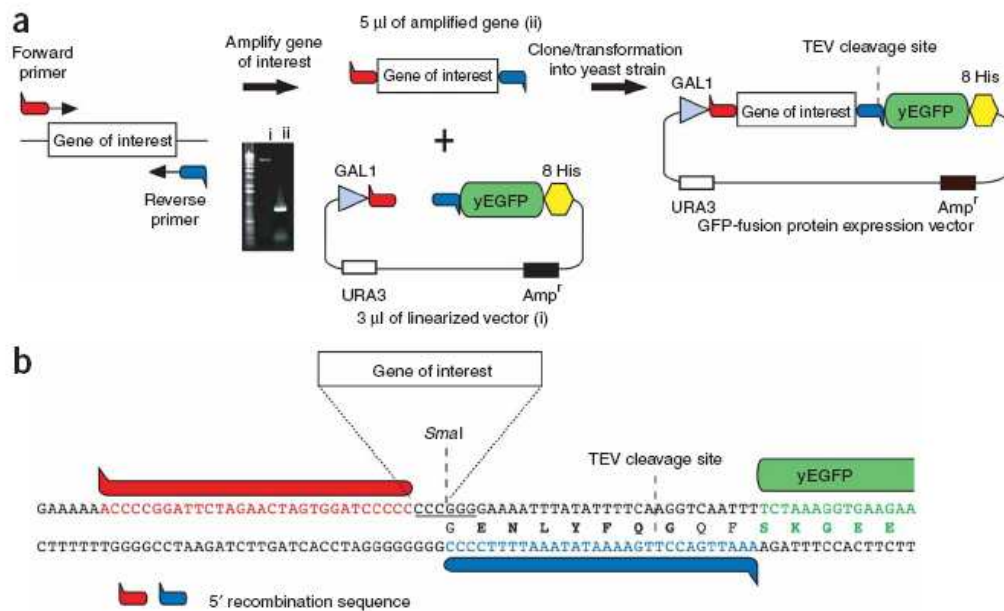 a
Forward
primer
Gene of interest
Reverse
primer
Amplify gene
of interest
i ii
5 µl of amplified gene (ii)
Gene of interest
+
GAL1
yEGFP
8 His
URA3
Amp^r
3 µl of linearized vector (i)
Clone/transformation
into yeast strain
TEV cleavage site
8 His
GAL1
Gene of interest
yEGFP
URA3
Amp^r
GFP-fusion protein expression vector
b
Gene of interest
SmaI
TEV cleavage site
yEGFP
GAAAAAACCCCGGATTCTAGAACTAGTGGATCCCCCCCCGGGGAAAATTTATATTTTCAAGGTCAATTTTCTAAAGGTGAAGAA
G E N L Y F Q G Q F S K G E E
CTTTTTTGGGGCCTAAGATCTTGATCACCTAGGGGGGGGCCCCTTTTAAATATAAAAGTTCCAGTTAAAAGATTTCCACTTCTT
5′ recombination sequence